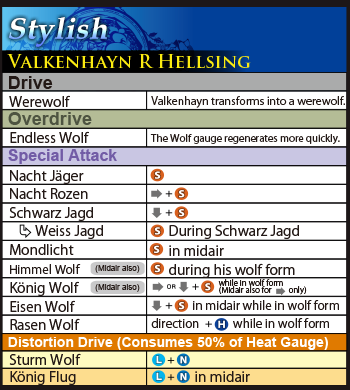 Stylish
VALKENHAYN R HELLSING
Drive
Werewolf Valkenhayn transforms into a werewolf.
Overdrive
Endless Wolf The Wolf gauge regenerates more quickly.
Special Attack
Nacht Jäger S
Nacht Rozen ➡ + S
Schwarz Jagd ⬇ + S
Weiss Jagd S During Schwarz Jagd
Mondlicht S in midair
Himmel Wolf (Midair also) S during his wolf form
König Wolf (Midair also) ➡ OR ⬇ + S while in wolf form (Midair also for ➡ only)
Eisen Wolf ⬇ + S in midair while in wolf form
Rasen Wolf direction + H while in wolf form
Distortion Drive (Consumes 50% of Heat Gauge)
Sturm Wolf L + N
König Flug L + N in midair